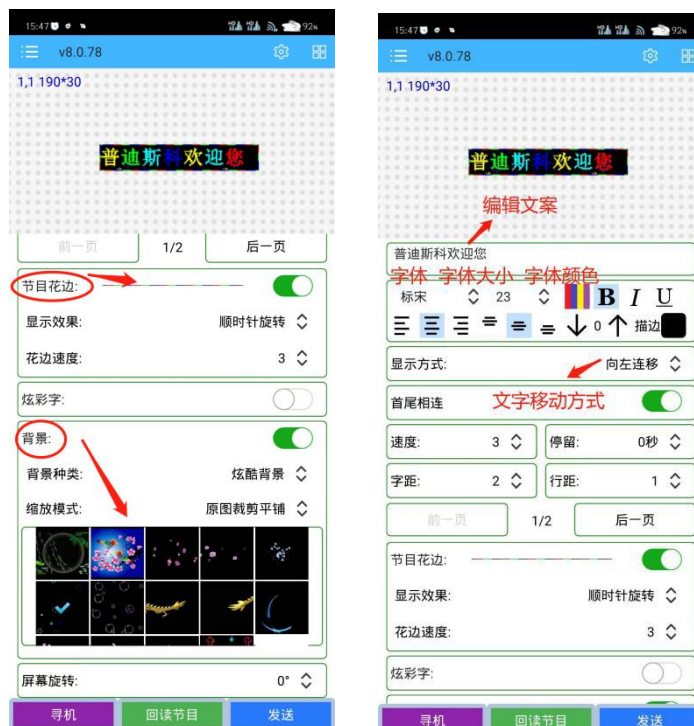 15:47
92%
v8.0.78
1,1 190*30
普迪斯科欢迎您
前一页
1/2
后一页
节目花边:
显示效果:
顺时针旋转
花边速度:
3
炫彩字:
背景:
背景种类:
炫酷背景
缩放模式:
原图裁剪平铺
屏幕旋转:
0°
寻机
回读节目
发送
15:47
92%
v8.0.78
1,1 190*30
普迪斯科欢迎您
编辑文案
普迪斯科欢迎您
字体 字体大小 字体颜色
标宋
23
B I U
0
描边
显示方式:
向左连移
首尾相连
文字移动方式
速度:
3
停留:
0秒
字距:
2
行距:
1
前一页
1/2
后一页
节目花边:
显示效果:
顺时针旋转
花边速度:
3
炫彩字:
寻机
回读节目
发送